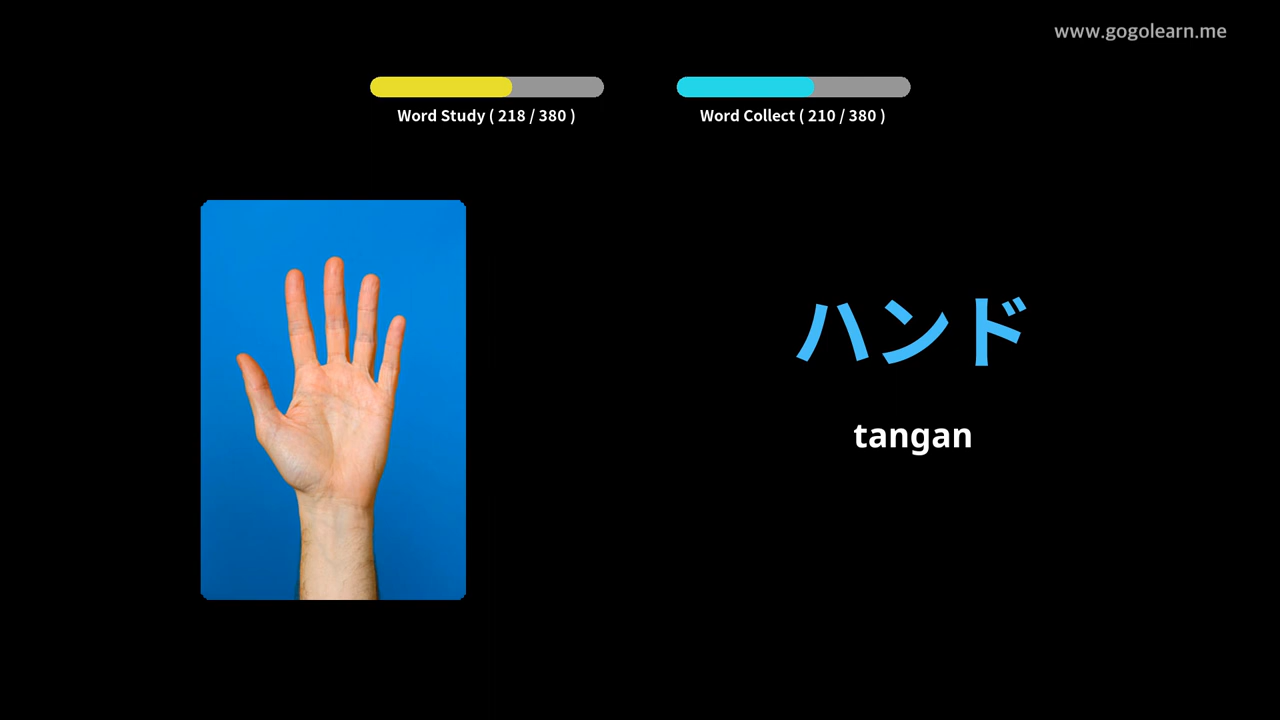 www.gogolearn.me
Word Study ( 218 / 380 )
Word Collect ( 210 / 380 )
ハンド
tangan